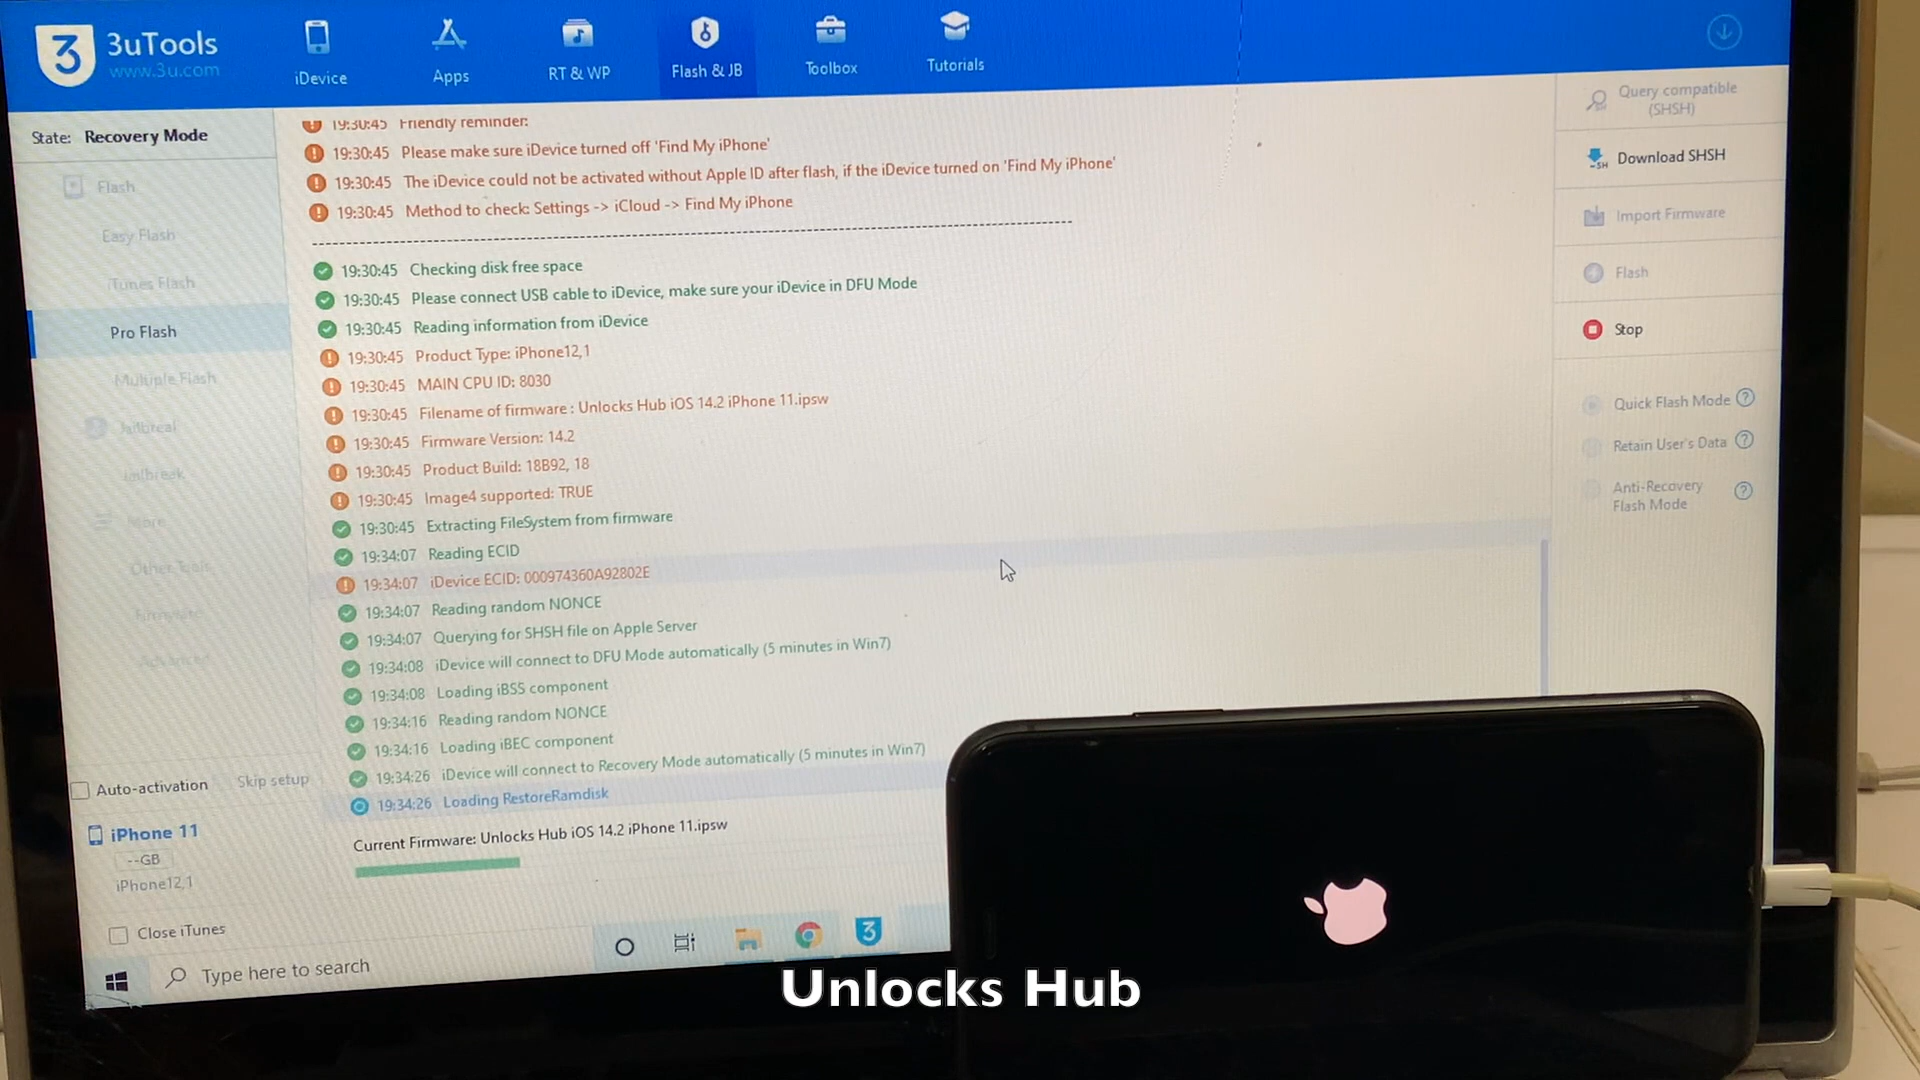 3 3uTools
www.3u.com
iDevice
Apps
RT & WP
Flash & JB
Toolbox
Tutorials
State: Recovery Mode
Flash
Easy Flash
iTunes Flash
Pro Flash
Multiple Flash
Jailbreak
Jailbreak
More
Other Tools
Firmware
Advanced
Auto-activation Skip setup
iPhone 11
--GB
iPhone12,1
Close iTunes
19:30:45 Friendly reminder:
19:30:45 Please make sure iDevice turned off 'Find My iPhone'
19:30:45 The iDevice could not be activated without Apple ID after flash, if the iDevice turned on 'Find My iPhone'
19:30:45 Method to check: Settings -> iCloud -> Find My iPhone
19:30:45 Checking disk free space
19:30:45 Please connect USB cable to iDevice, make sure your iDevice in DFU Mode
19:30:45 Reading information from iDevice
19:30:45 Product Type: iPhone12,1
19:30:45 MAIN CPU ID: 8030
19:30:45 Filename of firmware : Unlocks Hub iOS 14.2 iPhone 11.ipsw
19:30:45 Firmware Version: 14.2
19:30:45 Product Build: 18B92, 18
19:30:45 Image4 supported: TRUE
19:30:45 Extracting FileSystem from firmware
19:34:07 Reading ECID
19:34:07 iDevice ECID: 000974360A92802E
19:34:07 Reading random NONCE
19:34:07 Querying for SHSH file on Apple Server
19:34:08 iDevice will connect to DFU Mode automatically (5 minutes in Win7)
19:34:08 Loading iBSS component
19:34:16 Reading random NONCE
19:34:16 Loading iBEC component
19:34:26 iDevice will connect to Recovery Mode automatically (5 minutes in Win7)
19:34:26 Loading RestoreRamdisk
Current Firmware: Unlocks Hub iOS 14.2 iPhone 11.ipsw
Query compatible
(SHSH)
Download SHSH
Import Firmware
Flash
Stop
Quick Flash Mode ?
Retain User's Data ?
Anti-Recovery
Flash Mode ?
Type here to search
3
Unlocks Hub